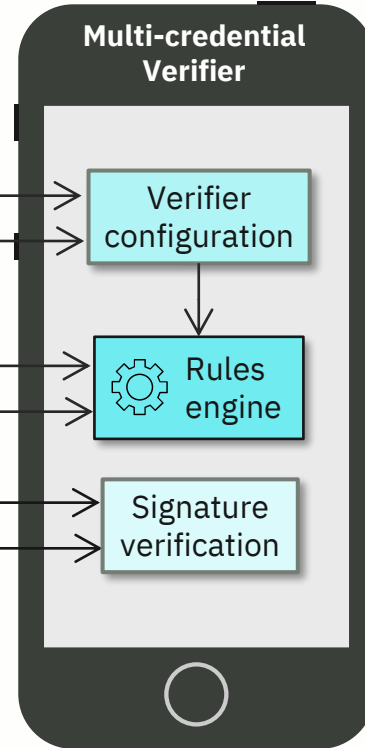 Multi-credential
Verifier
Verifier
configuration
Rules
engine
Signature
verification